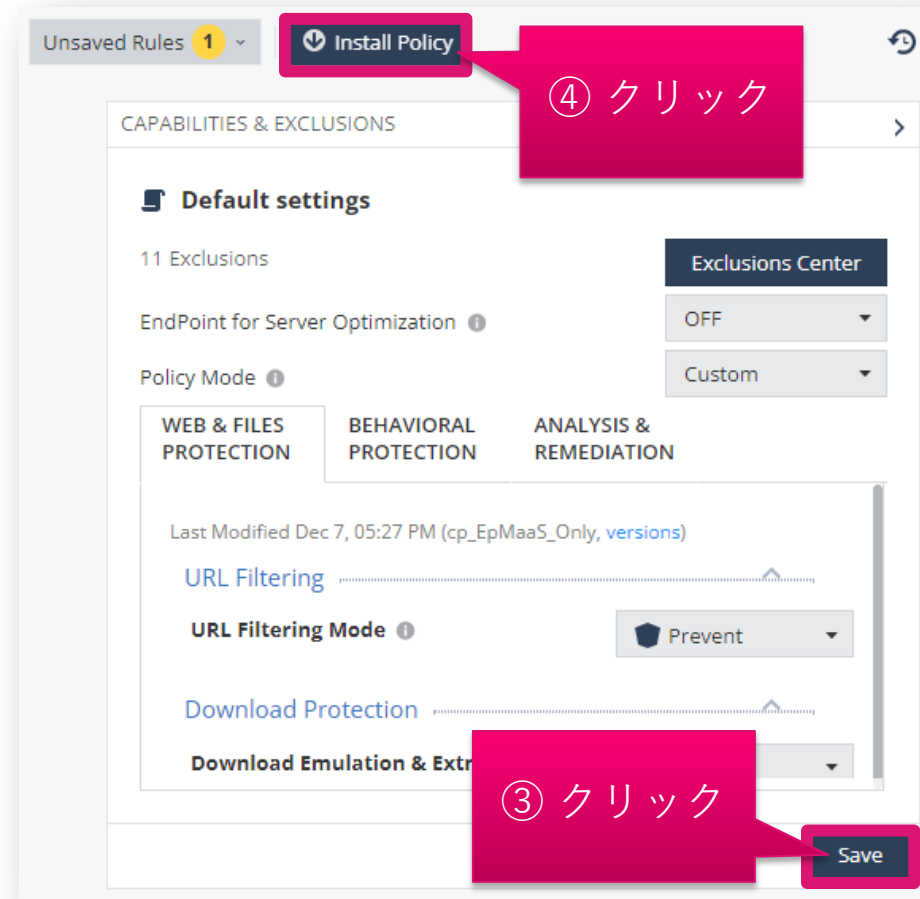 Unsaved Rules 1
Install Policy
④ クリック
CAPABILITIES & EXCLUSIONS
Default settings
11 Exclusions
Exclusions Center
EndPoint for Server Optimization
OFF
Policy Mode
Custom
WEB & FILES
PROTECTION
BEHAVIORAL
PROTECTION
ANALYSIS &
REMEDIATION
Last Modified Dec 7, 05:27 PM (cp_EpMaaS_Only, versions)
URL Filtering
URL Filtering Mode
Prevent
Download Protection
Download Emulation & Extr
③ クリック
Save